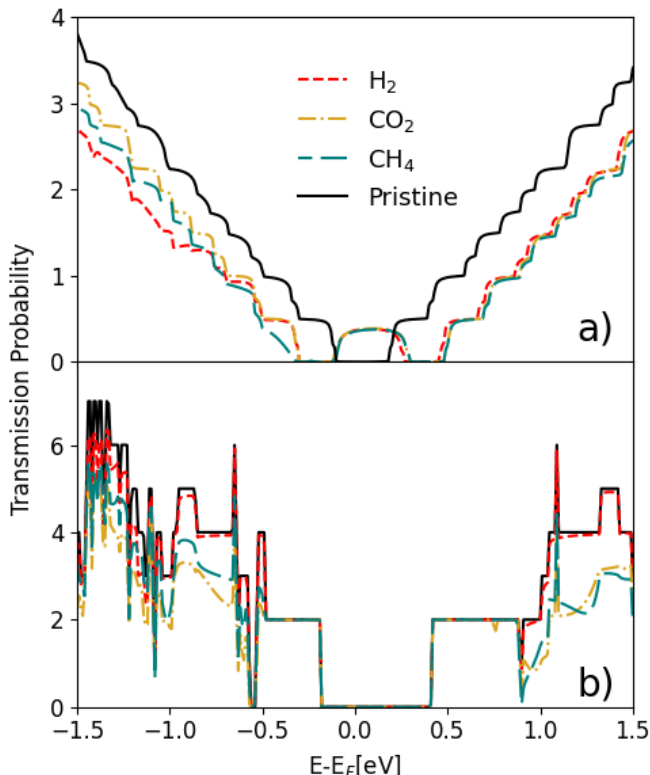 4
3
2
1
0
H₂
CO₂
CH₄
Pristine
a)
Transmission Probability
6
4
2
0
b)
−1.5 −1.0 −0.5 0.0 0.5 1.0 1.5
E-E_F[eV]